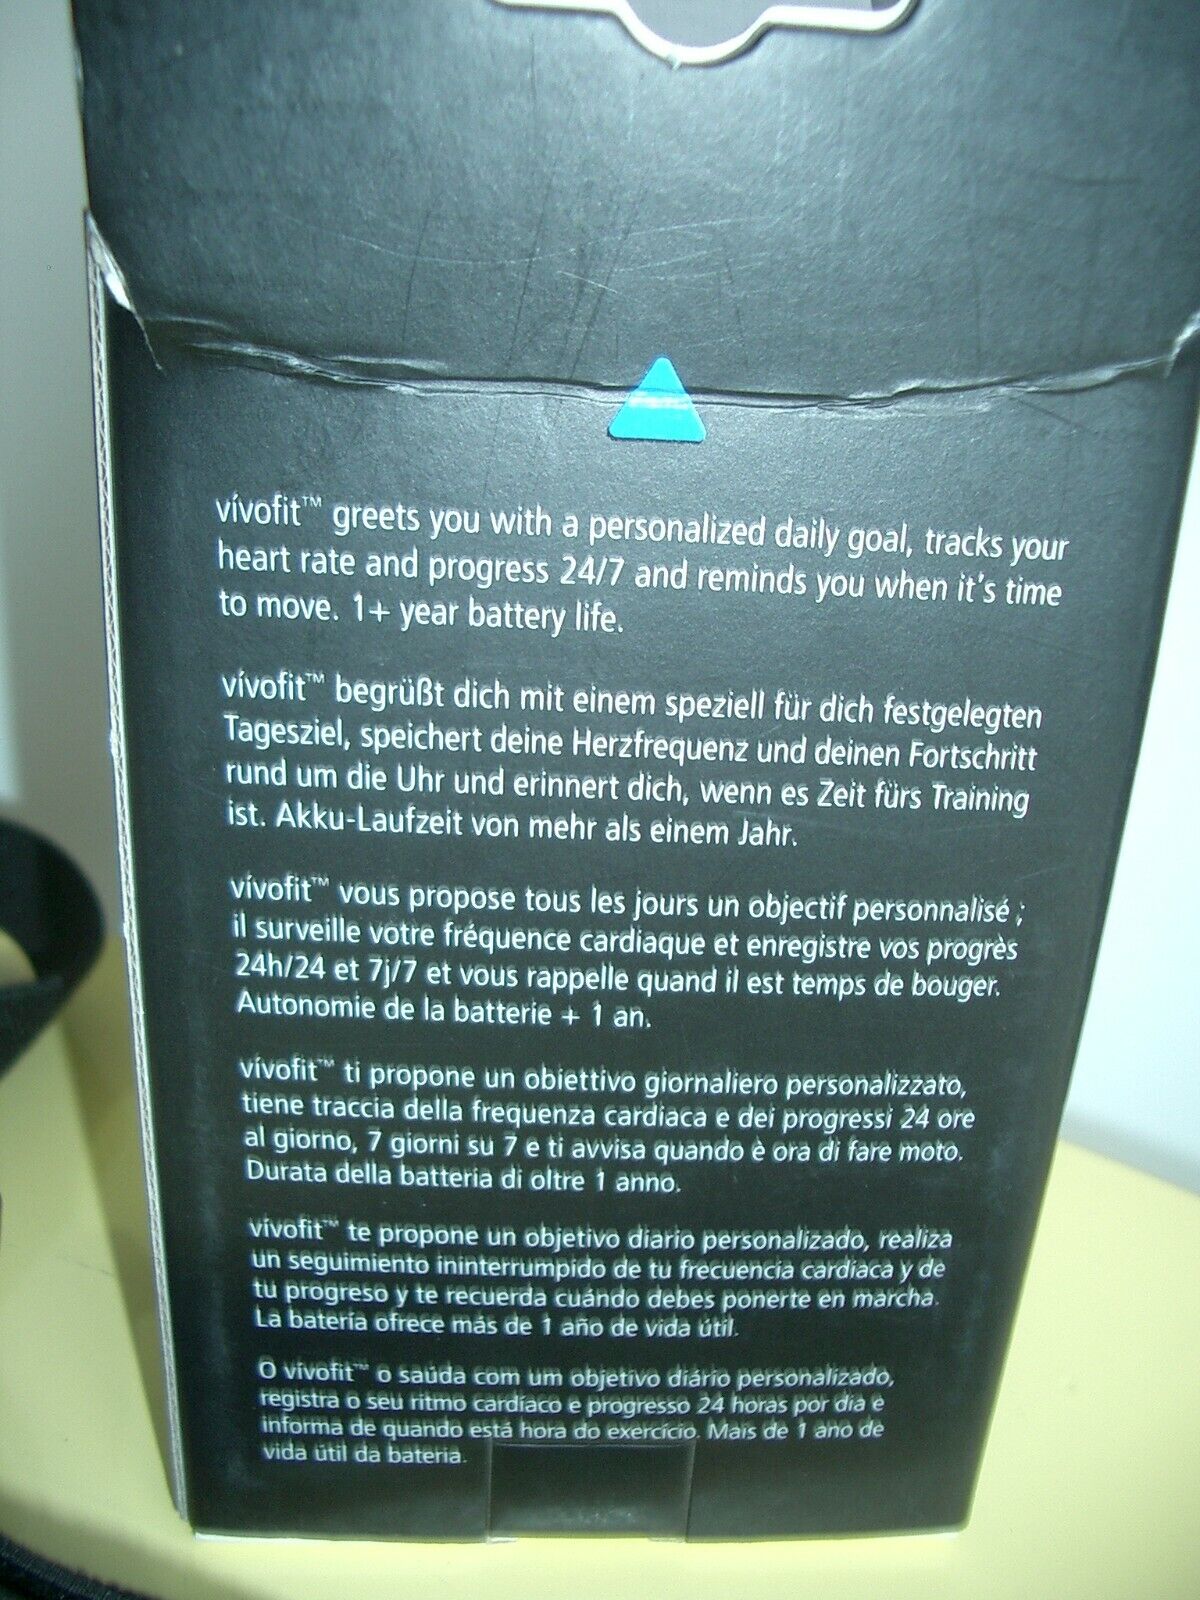 vívofit™ greets you with a personalized daily goal, tracks your
heart rate and progress 24/7 and reminds you when it's time
to move. 1+ year battery life.
vívofit™ begrüßt dich mit einem speziell für dich festgelegten
Tagesziel, speichert deine Herzfrequenz und deinen Fortschritt
rund um die Uhr und erinnert dich, wenn es Zeit fürs Training
ist. Akku-Laufzeit von mehr als einem Jahr.
vívofit™ vous propose tous les jours un objectif personnalisé ;
il surveille votre fréquence cardiaque et enregistre vos progrès
24h/24 et 7j/7 et vous rappelle quand il est temps de bouger.
Autonomie de la batterie + 1 an.
vívofit™ ti propone un obiettivo giornaliero personalizzato,
tiene traccia della frequenza cardiaca e dei progressi 24 ore
al giorno, 7 giorni su 7 e ti avvisa quando è ora di fare moto.
Durata della batteria di oltre 1 anno.
vívofit™ te propone un objetivo diario personalizado, realiza
un seguimiento ininterrumpido de tu frecuencia cardiaca y de
tu progreso y te recuerda cuándo debes ponerte en marcha.
La batería ofrece más de 1 año de vida útil.
O vívofit™ o saúda com um objetivo diário personalizado,
registra o seu ritmo cardíaco e progresso 24 horas por dia e
informa de quando está hora do exercício. Mais de 1 ano de
vida útil da bateria.